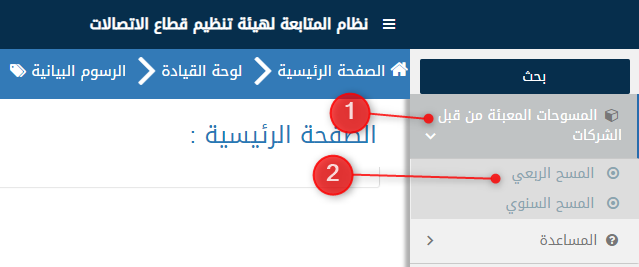 نظام المتابعة لهيئة تنظيم قطاع الاتصالات
الصفحة الرئيسية لوحة القيادة الرسوم البيانية
بحث
المسوحات المعبئة من قبل
الشركات
1
الصفحة الرئيسية :
المسح الربعي
2
المسح السنوي
المساعدة